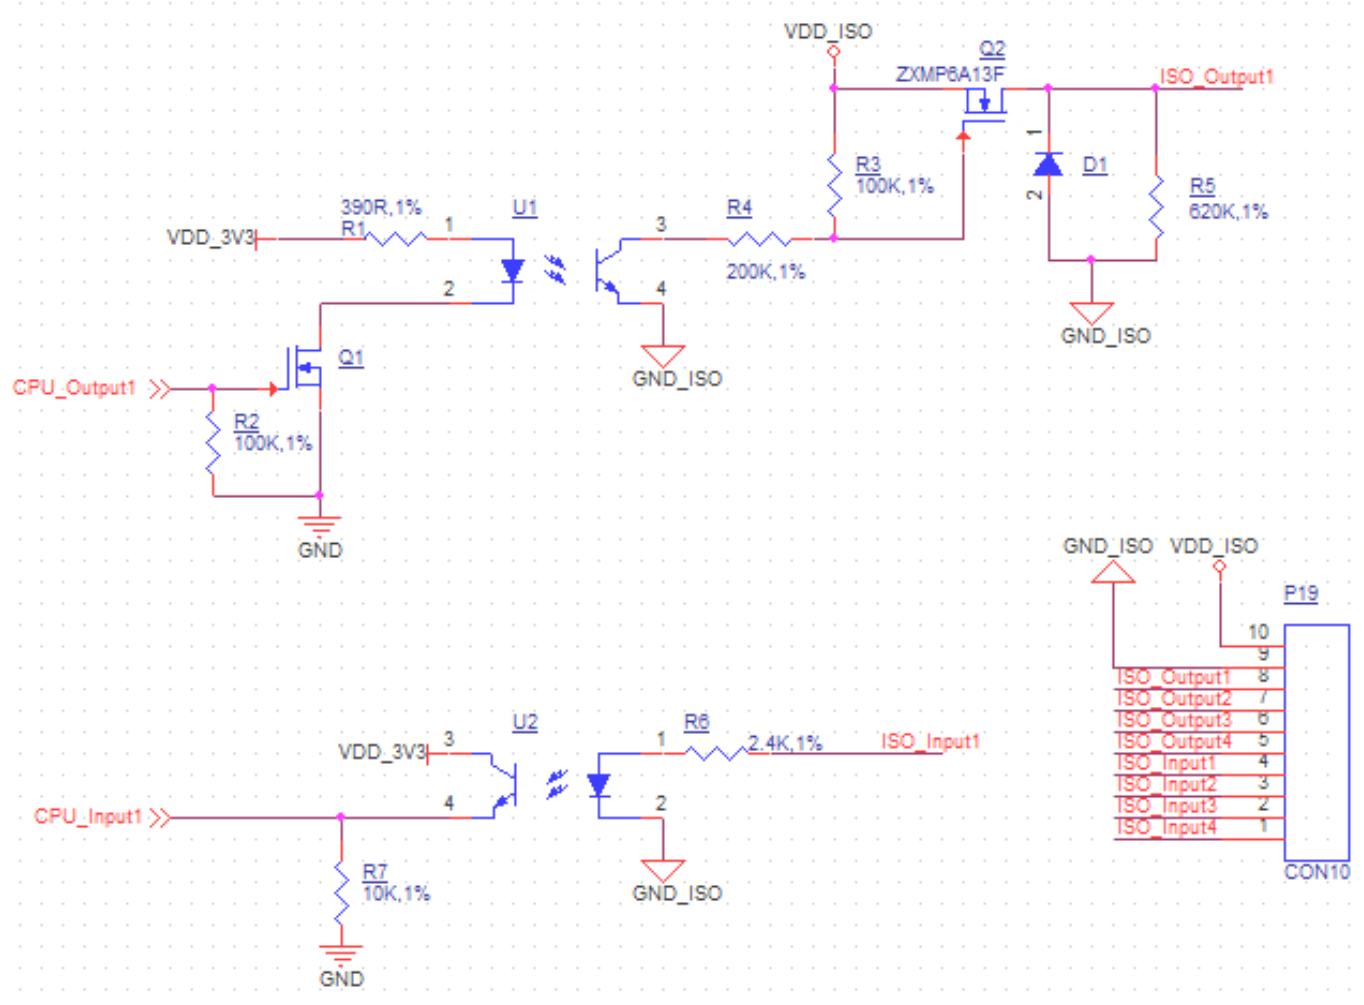 VDD_ISO
Q2
ZXMP6A13F
ISO_Output1
1
D1
2
R3
100K,1%
R5
620K,1%
390R,1%
R1
1
U1
3
R4
VDD_3V3
200K,1%
2
4
GND_ISO
GND_ISO
Q1
CPU_Output1
R2
100K,1%
GND
GND_ISO
VDD_ISO
P19
10
9
ISO_Output1
8
ISO_Output2
7
ISO_Output3
6
ISO_Output4
5
ISO_Input1
4
ISO_Input2
3
ISO_Input3
2
ISO_Input4
1
CON10
U2
R6
VDD_3V3
3
1
2.4K,1%
ISO_Input1
CPU_Input1
4
2
R7
10K,1%
GND_ISO
GND